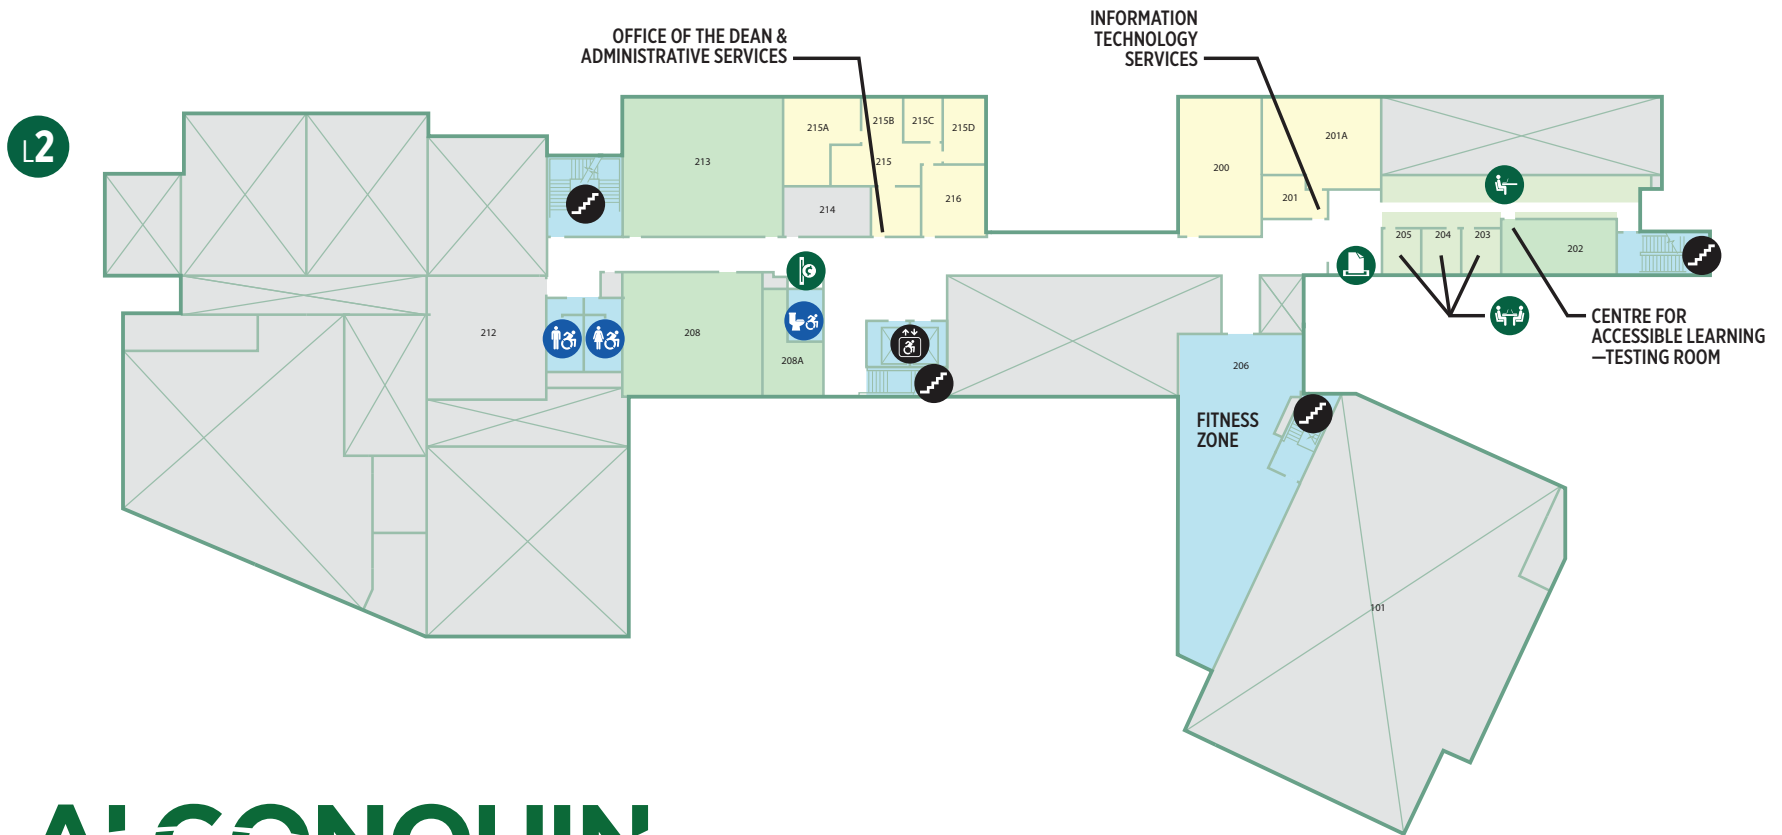 L2
OFFICE OF THE DEAN &
ADMINISTRATIVE SERVICES
INFORMATION
TECHNOLOGY
SERVICES
213
215A
215B
215C
215D
215
214
216
200
201A
201
205
204
203
202
212
208
208A
206
FITNESS
ZONE
CENTRE FOR
ACCESSIBLE LEARNING
—TESTING ROOM
101
ALGONQUIN